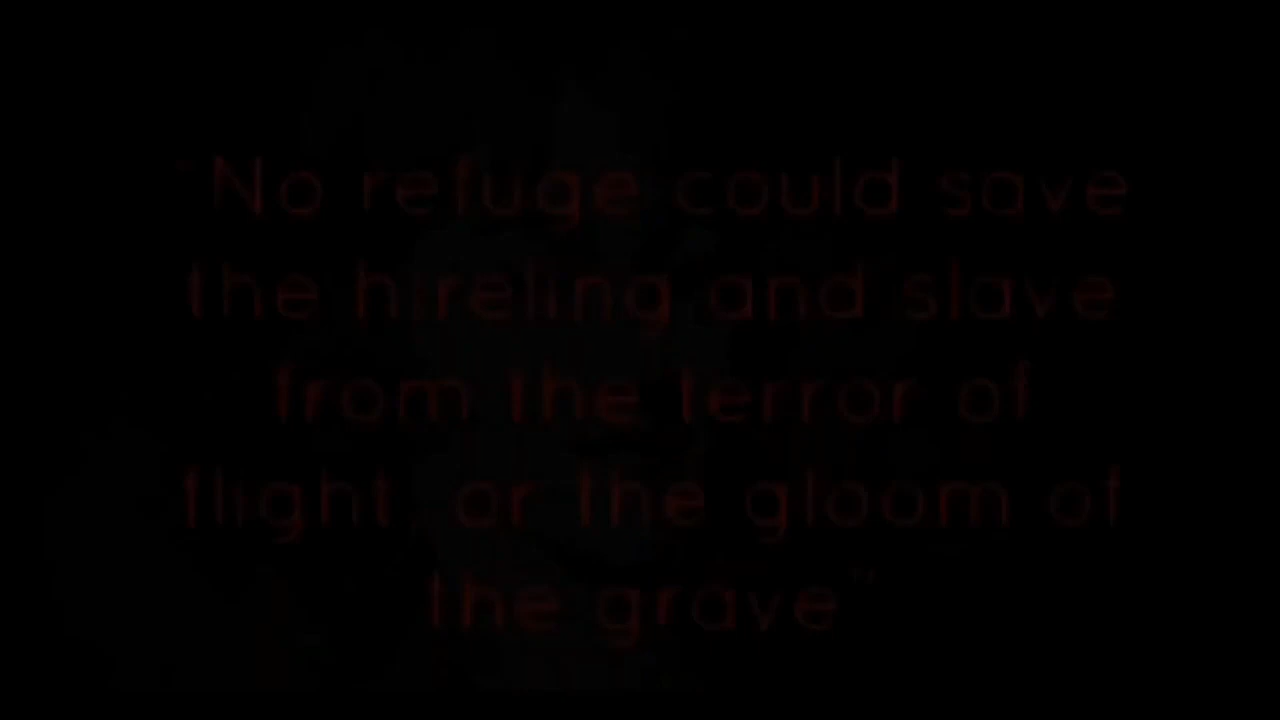 "No refuge could save
the hireling and slave
from the terror of
flight, or the gloom of
the grave"